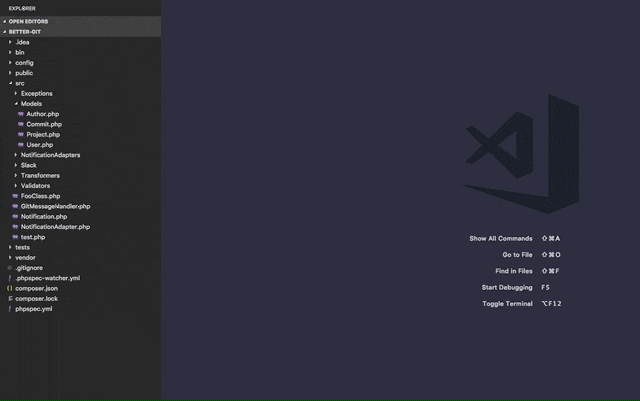 EXPLORER
OPEN EDITORS
BETTER-GIT
.idea
bin
config
public
src
Exceptions
Models
Author.php
Commit.php
Project.php
User.php
NotificationAdapters
Slack
Transformers
Validators
FooClass.php
GitMessageHandler.php
Notification.php
NotificationAdapter.php
test.php
tests
vendor
.gitignore
.phpspec-watcher.yml
composer.json
composer.lock
phpspec.yml
Show All Commands ⇧⌘A
Go to File ⇧⌘O
Find in Files ⇧⌘F
Start Debugging F5
Toggle Terminal ⌥F12